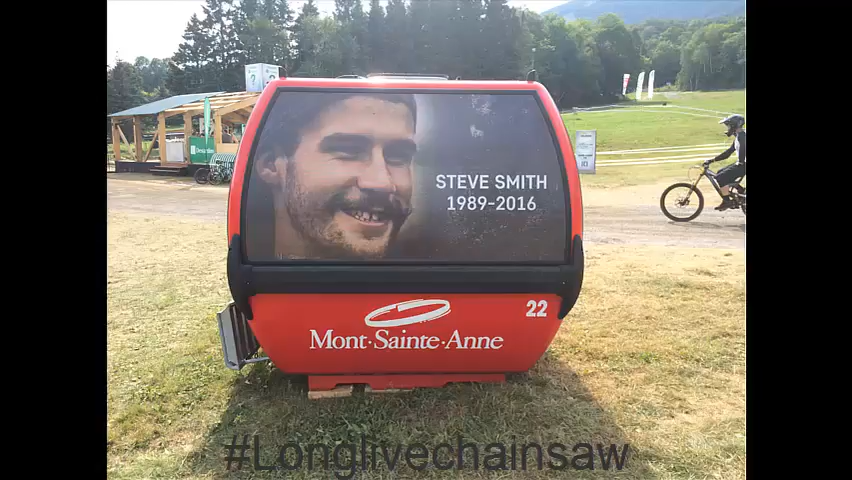 STEVE SMITH
1989-2016
22
Mont·Sainte·Anne
#Longlivechainsaw